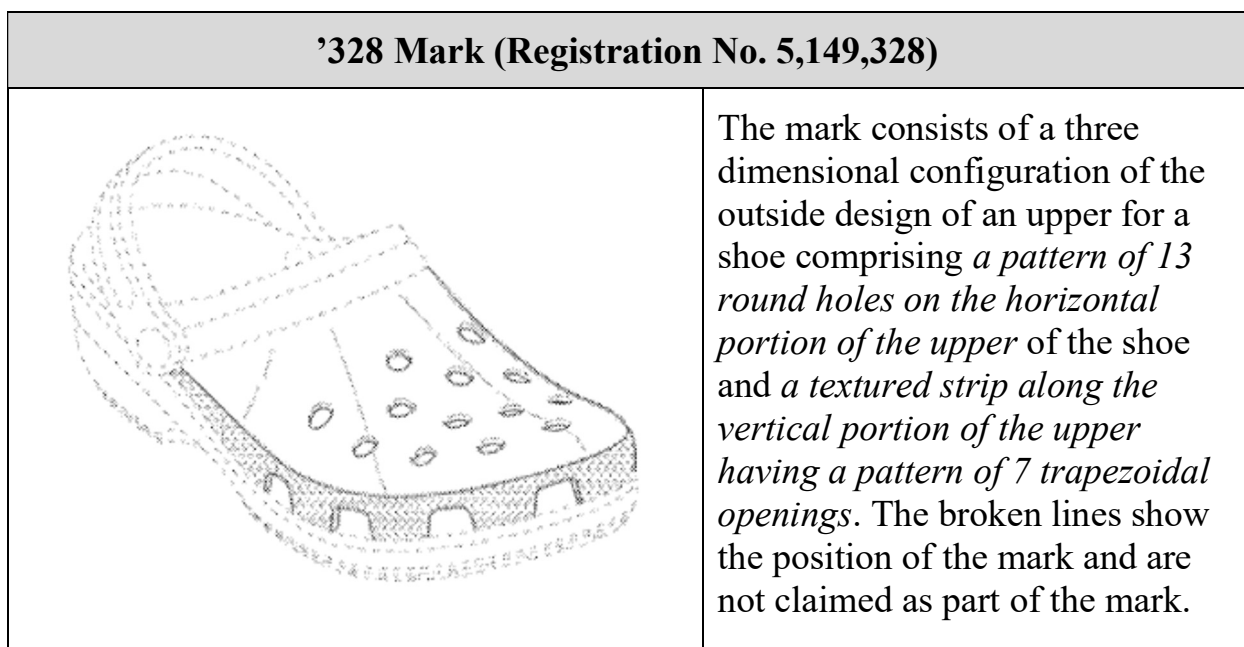 ’328 Mark (Registration No. 5,149,328)
The mark consists of a three
dimensional configuration of the
outside design of an upper for a
shoe comprising a pattern of 13
round holes on the horizontal
portion of the upper of the shoe
and a textured strip along the
vertical portion of the upper
having a pattern of 7 trapezoidal
openings. The broken lines show
the position of the mark and are
not claimed as part of the mark.